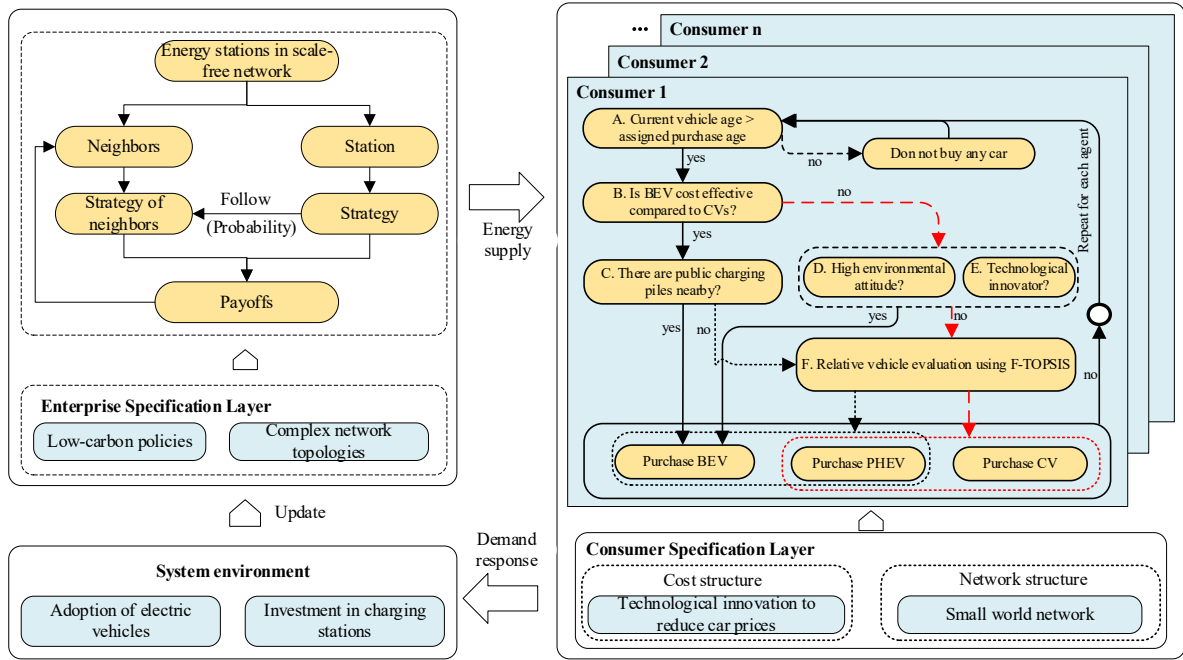 Energy stations in scale-
free network
Neighbors
Station
Strategy of
neighbors
Follow
(Probability)
Strategy
Payoffs
Enterprise Specification Layer
Low-carbon policies
Complex network
topologies
Update
System environment
Adoption of electric
vehicles
Investment in charging
stations
Energy
supply
Demand
response
...
Consumer n
Consumer 2
Consumer 1
A. Current vehicle age >
assigned purchase age
no
Don not buy any car
yes
B. Is BEV cost effective
compared to CVs?
no
yes
C. There are public charging
piles nearby?
D. High environmental
attitude?
E. Technological
innovator?
Repeat for each agent
yes
no
yes
no
F. Relative vehicle evaluation using F-TOPSIS
no
Purchase BEV
Purchase PHEV
Purchase CV
Consumer Specification Layer
Cost structure
Technological innovation to
reduce car prices
Network structure
Small world network